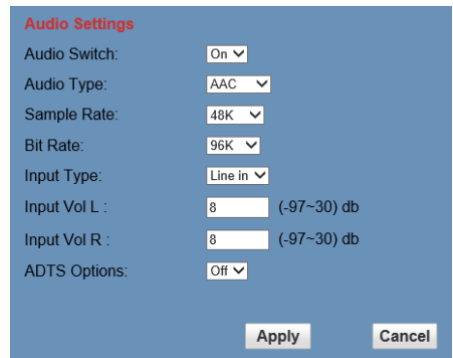 Audio Settings
Audio Switch: On
Audio Type: AAC
Sample Rate: 48K
Bit Rate: 96K
Input Type: Line in
Input Vol L : 8 (-97~30) db
Input Vol R : 8 (-97~30) db
ADTS Options: Off
Apply Cancel